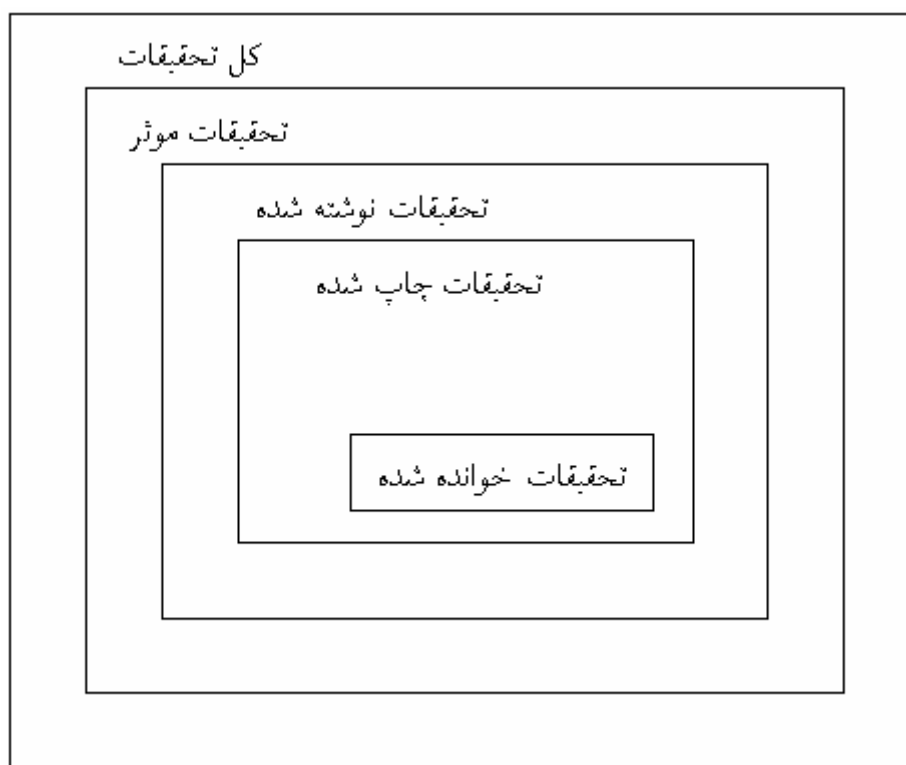 کل تحقیقات
تحقیقات موثر
تحقیقات نوشته شده
تحقیقات چاپ شده
تحقیقات خوانده شده